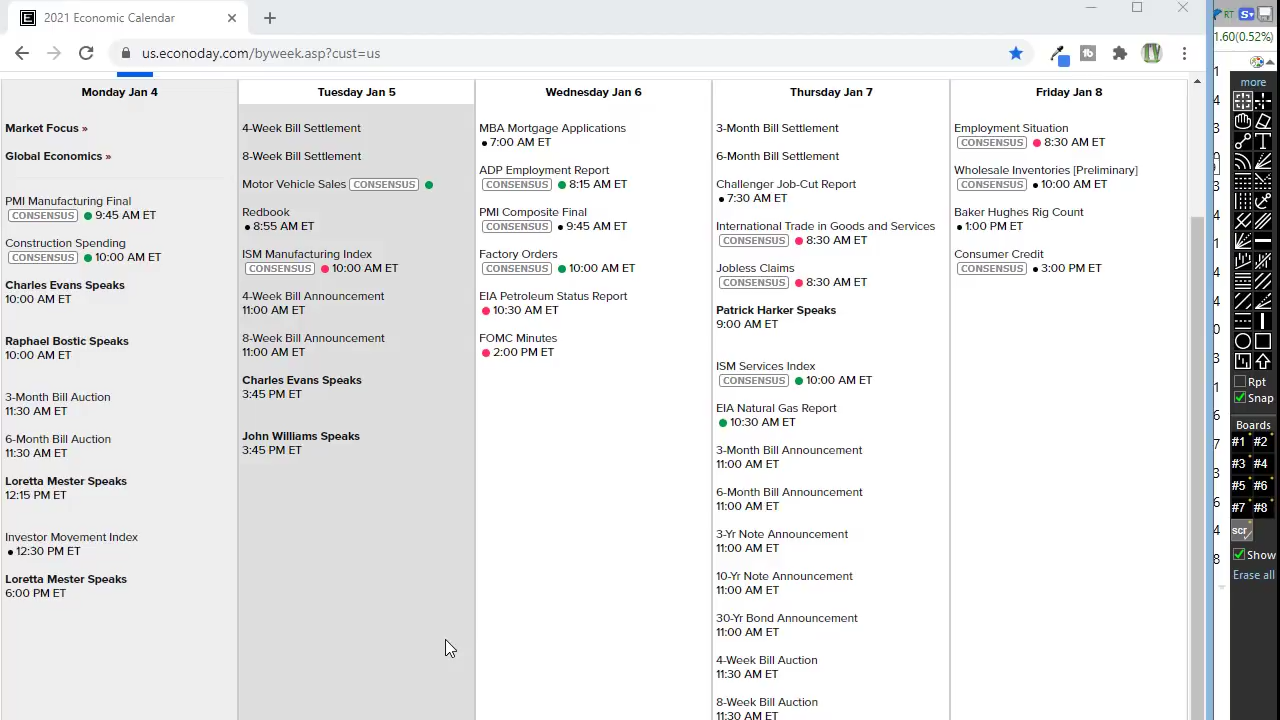 2021 Economic Calendar
us.econoday.com/byweek.asp?cust=us
RT
1.60(0.52%)
Monday Jan 4
Market Focus »
Global Economics »
PMI Manufacturing Final
CONSENSUS 9:45 AM ET
Construction Spending
CONSENSUS 10:00 AM ET
Charles Evans Speaks
10:00 AM ET
Raphael Bostic Speaks
10:00 AM ET
3-Month Bill Auction
11:30 AM ET
6-Month Bill Auction
11:30 AM ET
Loretta Mester Speaks
12:15 PM ET
Investor Movement Index
12:30 PM ET
Loretta Mester Speaks
6:00 PM ET
Tuesday Jan 5
4-Week Bill Settlement
8-Week Bill Settlement
Motor Vehicle Sales CONSENSUS
Redbook
8:55 AM ET
ISM Manufacturing Index
CONSENSUS 10:00 AM ET
4-Week Bill Announcement
11:00 AM ET
8-Week Bill Announcement
11:00 AM ET
Charles Evans Speaks
3:45 PM ET
John Williams Speaks
3:45 PM ET
Wednesday Jan 6
MBA Mortgage Applications
7:00 AM ET
ADP Employment Report
CONSENSUS 8:15 AM ET
PMI Composite Final
CONSENSUS 9:45 AM ET
Factory Orders
CONSENSUS 10:00 AM ET
EIA Petroleum Status Report
10:30 AM ET
FOMC Minutes
2:00 PM ET
Thursday Jan 7
3-Month Bill Settlement
6-Month Bill Settlement
Challenger Job-Cut Report
7:30 AM ET
International Trade in Goods and Services
CONSENSUS 8:30 AM ET
Jobless Claims
CONSENSUS 8:30 AM ET
Patrick Harker Speaks
9:00 AM ET
ISM Services Index
CONSENSUS 10:00 AM ET
EIA Natural Gas Report
10:30 AM ET
3-Month Bill Announcement
11:00 AM ET
6-Month Bill Announcement
11:00 AM ET
3-Yr Note Announcement
11:00 AM ET
10-Yr Note Announcement
11:00 AM ET
30-Yr Bond Announcement
11:00 AM ET
4-Week Bill Auction
11:30 AM ET
8-Week Bill Auction
11:30 AM ET
Friday Jan 8
Employment Situation
CONSENSUS 8:30 AM ET
Wholesale Inventories [Preliminary]
CONSENSUS 10:00 AM ET
Baker Hughes Rig Count
1:00 PM ET
Consumer Credit
CONSENSUS 3:00 PM ET
more
Rpt
Snap
Boards
#1 #2
#3 #4
#5 #6
#7 #8
scr
Show
Erase all